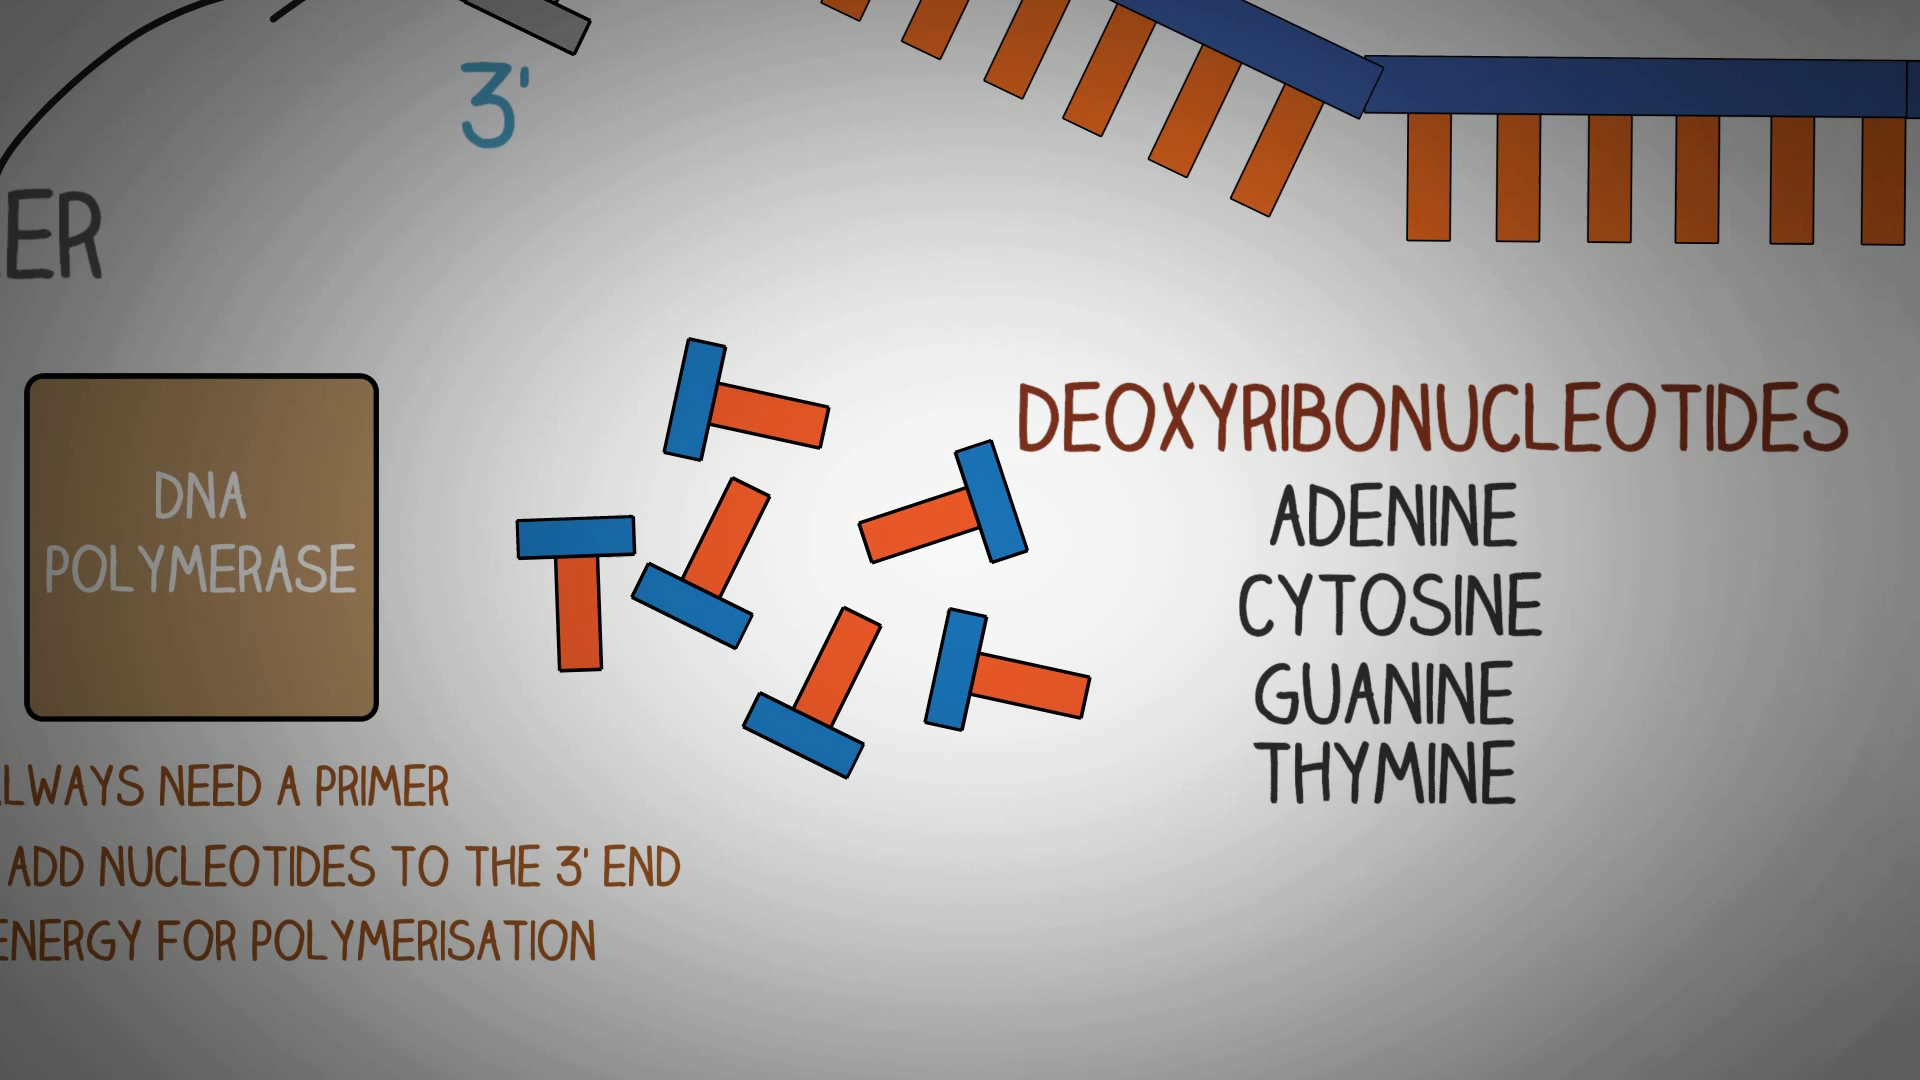 3'
ER
DNA
POLYMERASE
DEOXYRIBONUCLEOTIDES
ADENINE
CYTOSINE
GUANINE
THYMINE
LWAYS NEED A PRIMER
ADD NUCLEOTIDES TO THE 3' END
ENERGY FOR POLYMERISATION